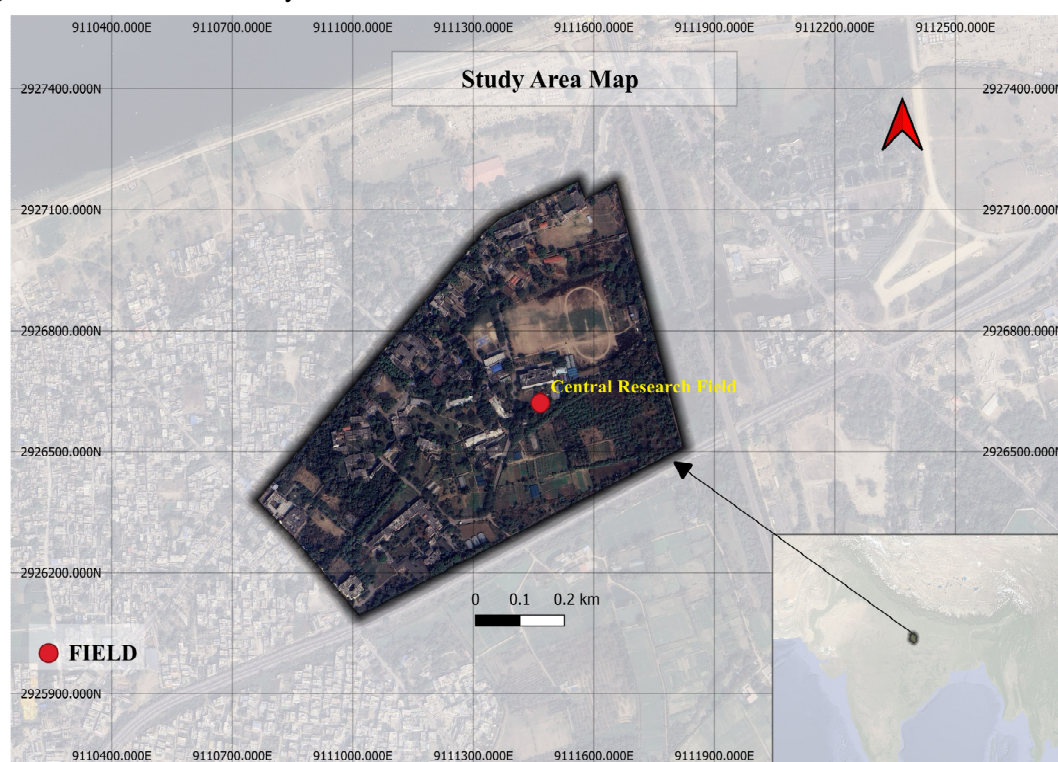 9110400.000E 9110700.000E 9111000.000E 9111300.000E 9111600.000E 9111900.000E 9112200.000E 9112500.000E
Study Area Map
2927400.000N 2927400.000N
2927100.000N 2927100.000N
2926800.000N 2926800.000N
Central Research Field
2926500.000N 2926500.000N
2926200.000N
0 0.1 0.2 km
FIELD
2925900.000N
9110400.000E 9110700.000E 9111000.000E 9111300.000E 9111600.000E 9111900.000E